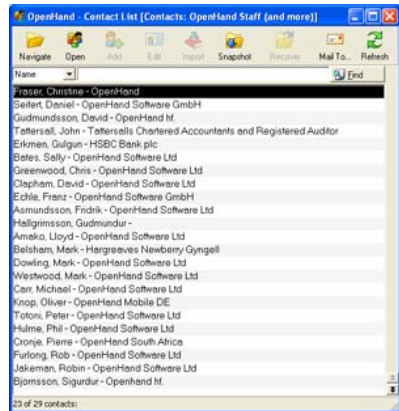 OpenHand - Contact List [Contacts: OpenHand Staff (and more)]
Navigate Open Add Edit Import Snapshot Recover Mail To... Refresh
Name Find
Fraser, Christine - OpenHand
Seifert, Daniel - OpenHand Software GmbH
Gudmundsson, David - OpenHand hf.
Tattersall, John - Tattersalls Chartered Accountants and Registered Auditor
Erkmen, Gulgun - HSBC Bank plc
Bates, Sally - OpenHand Software Ltd
Greenwood, Chris - OpenHand Software Ltd
Clapham, David - OpenHand Software Ltd
Echle, Franz - OpenHand Software GmbH
Asmundsson, Fridrik - OpenHand Software Ltd
Hallgrimsson, Gudmundur -
Amako, Lloyd - OpenHand Software Ltd
Belsham, Mark - Hargreaves Newberry Gyngell
Dowling, Mark - OpenHand Software Ltd
Westwood, Mark - OpenHand Software Ltd
Carr, Michael - OpenHand Software Ltd
Knop, Oliver - OpenHand Mobile DE
Totoni, Peter - OpenHand Software Ltd
Hulme, Phil - OpenHand Software Ltd
Cronje, Pierre - OpenHand South Africa
Furlong, Rob - OpenHand Software Ltd
Jakeman, Robin - OpenHand Software Ltd
Bjornsson, Sigurdur - Openhand hf.
23 of 29 contacts: